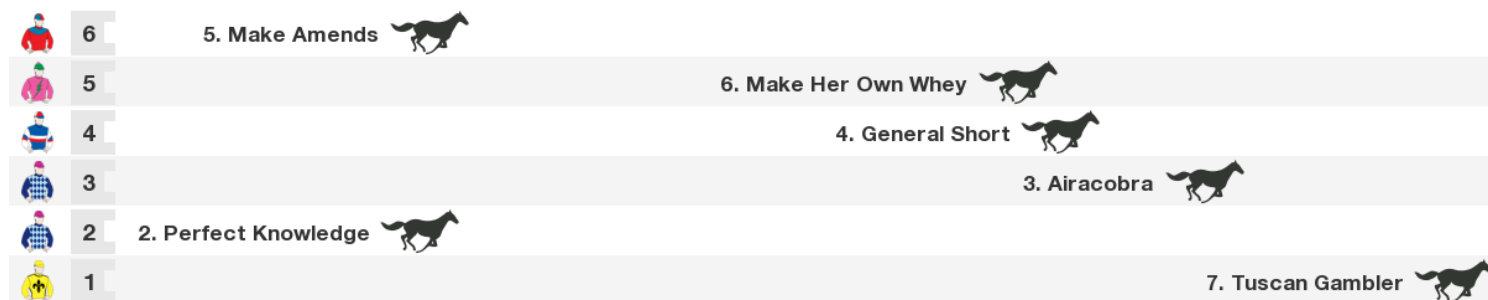 6 5. Make Amends
5 6. Make Her Own Whey
4 4. General Short
3 3. Airacobra
2 2. Perfect Knowledge
1 7. Tuscan Gambler